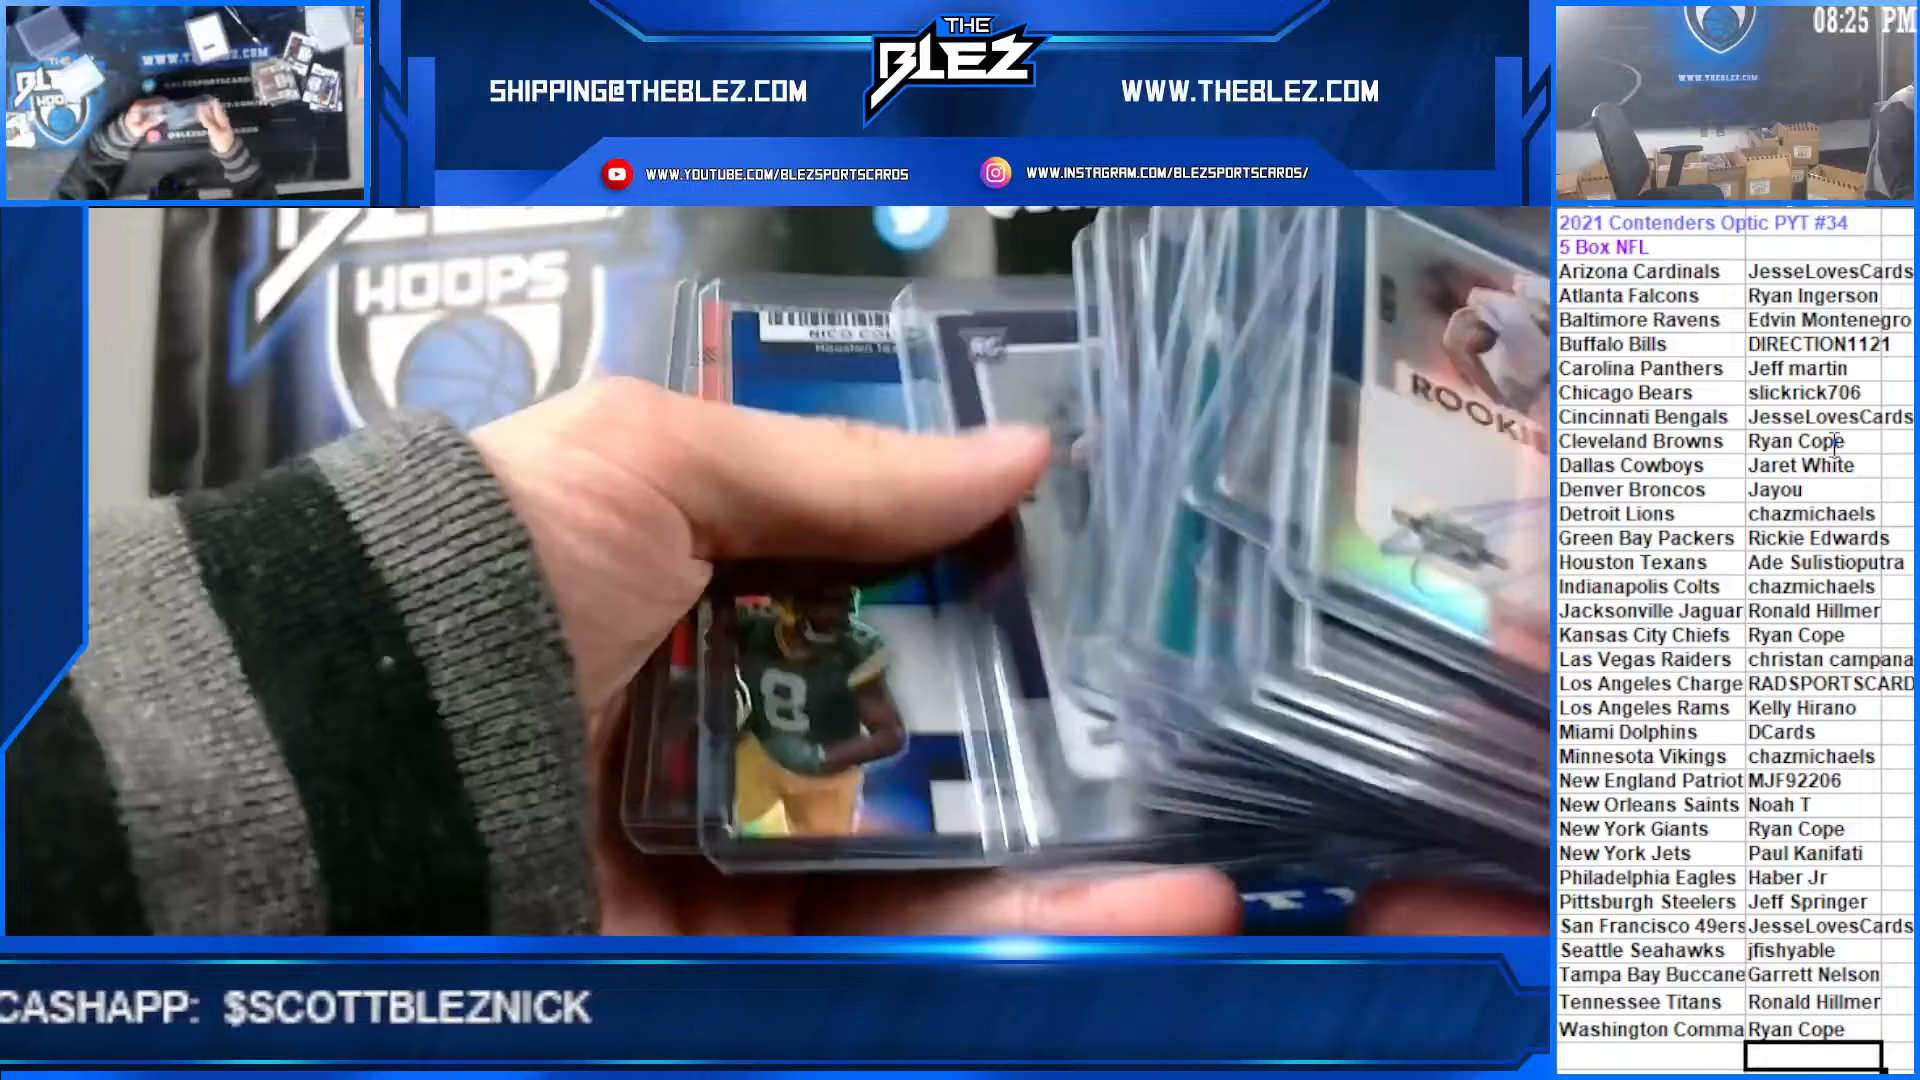 THE
BLEZ
SHIPPING@THEBLEZ.COM
WWW.THEBLEZ.COM
WWW.YOUTUBE.COM/BLEZSPORTSCARDS
WWW.INSTAGRAM.COM/BLEZSPORTSCARDS/
08:25 PM
WWW.THEBLEZ.COM
HOOPS
ROOKI
8
2021 Contenders Optic PYT #34
5 Box NFL
Arizona Cardinals JesseLovesCards
Atlanta Falcons Ryan Ingerson
Baltimore Ravens Edvin Montenegro
Buffalo Bills DIRECTION1121
Carolina Panthers Jeff martin
Chicago Bears slickrick706
Cincinnati Bengals JesseLovesCards
Cleveland Browns Ryan Cope
Dallas Cowboys Jaret White
Denver Broncos Jayou
Detroit Lions chazmichaels
Green Bay Packers Rickie Edwards
Houston Texans Ade Sulistioputra
Indianapolis Colts chazmichaels
Jacksonville Jaguar Ronald Hillmer
Kansas City Chiefs Ryan Cope
Las Vegas Raiders christan campana
Los Angeles Charge RADSPORTSCARD
Los Angeles Rams Kelly Hirano
Miami Dolphins DCards
Minnesota Vikings chazmichaels
New England Patriot MJF92206
New Orleans Saints Noah T
New York Giants Ryan Cope
New York Jets Paul Kanifati
Philadelphia Eagles Haber Jr
Pittsburgh Steelers Jeff Springer
San Francisco 49ers JesseLovesCards
Seattle Seahawks jfishyable
Tampa Bay Buccane Garrett Nelson
Tennessee Titans Ronald Hillmer
Washington Comma Ryan Cope
CASHAPP: $SCOTTBLEZNICK